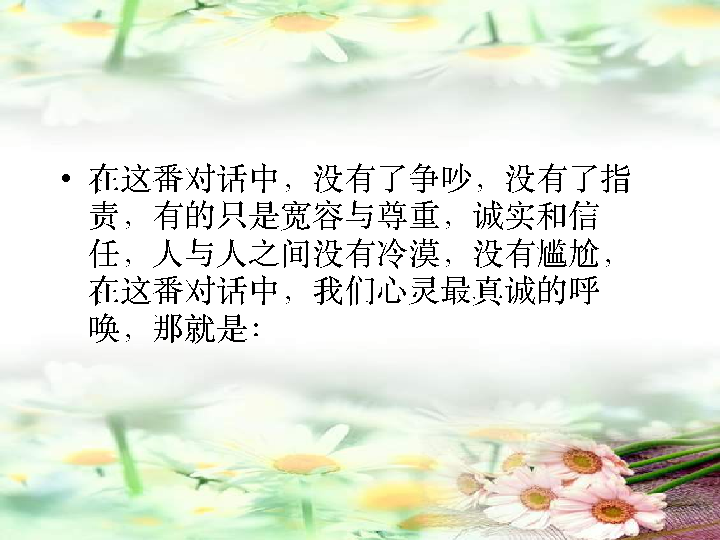 • 在这番对话中，没有了争吵，没有了指
责，有的只是宽容与尊重，诚实和信
任，人与人之间没有冷漠，没有尴尬，
在这番对话中，我们心灵最真诚的呼
唤，那就是：